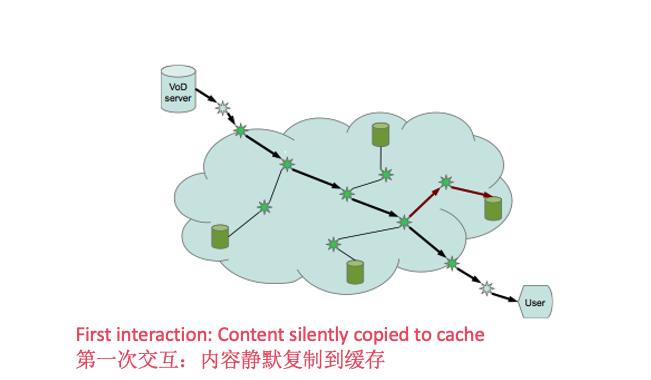 VoD
server
User
First interaction: Content silently copied to cache
第一次交互：内容静默复制到缓存